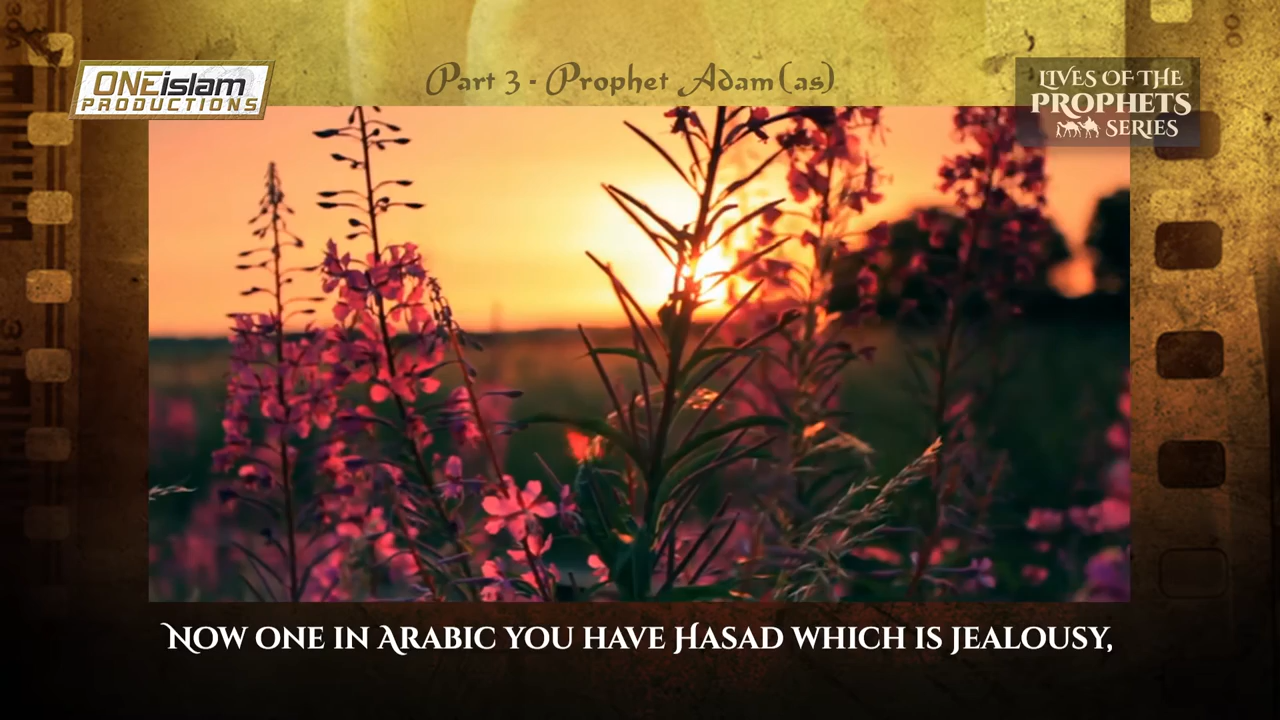 Part 3 - Prophet Adam (as)
ONEislam
PRODUCTIONS
LIVES OF THE
PROPHETS
SERIES
NOW ONE IN ARABIC YOU HAVE HASAD WHICH IS JEALOUSY,